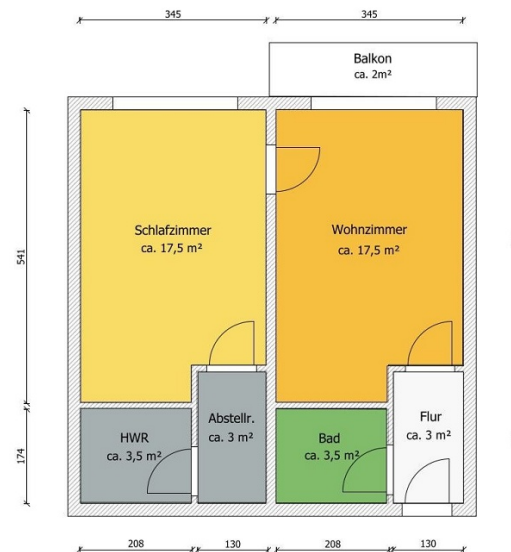 345
345
Balkon
ca. 2m²
541
Schlafzimmer
ca. 17,5 m²
Wohnzimmer
ca. 17,5 m²
174
HWR
ca. 3,5 m²
Abstellr.
ca. 3 m²
Bad
ca. 3,5 m²
Flur
ca. 3 m²
208
130
208
130